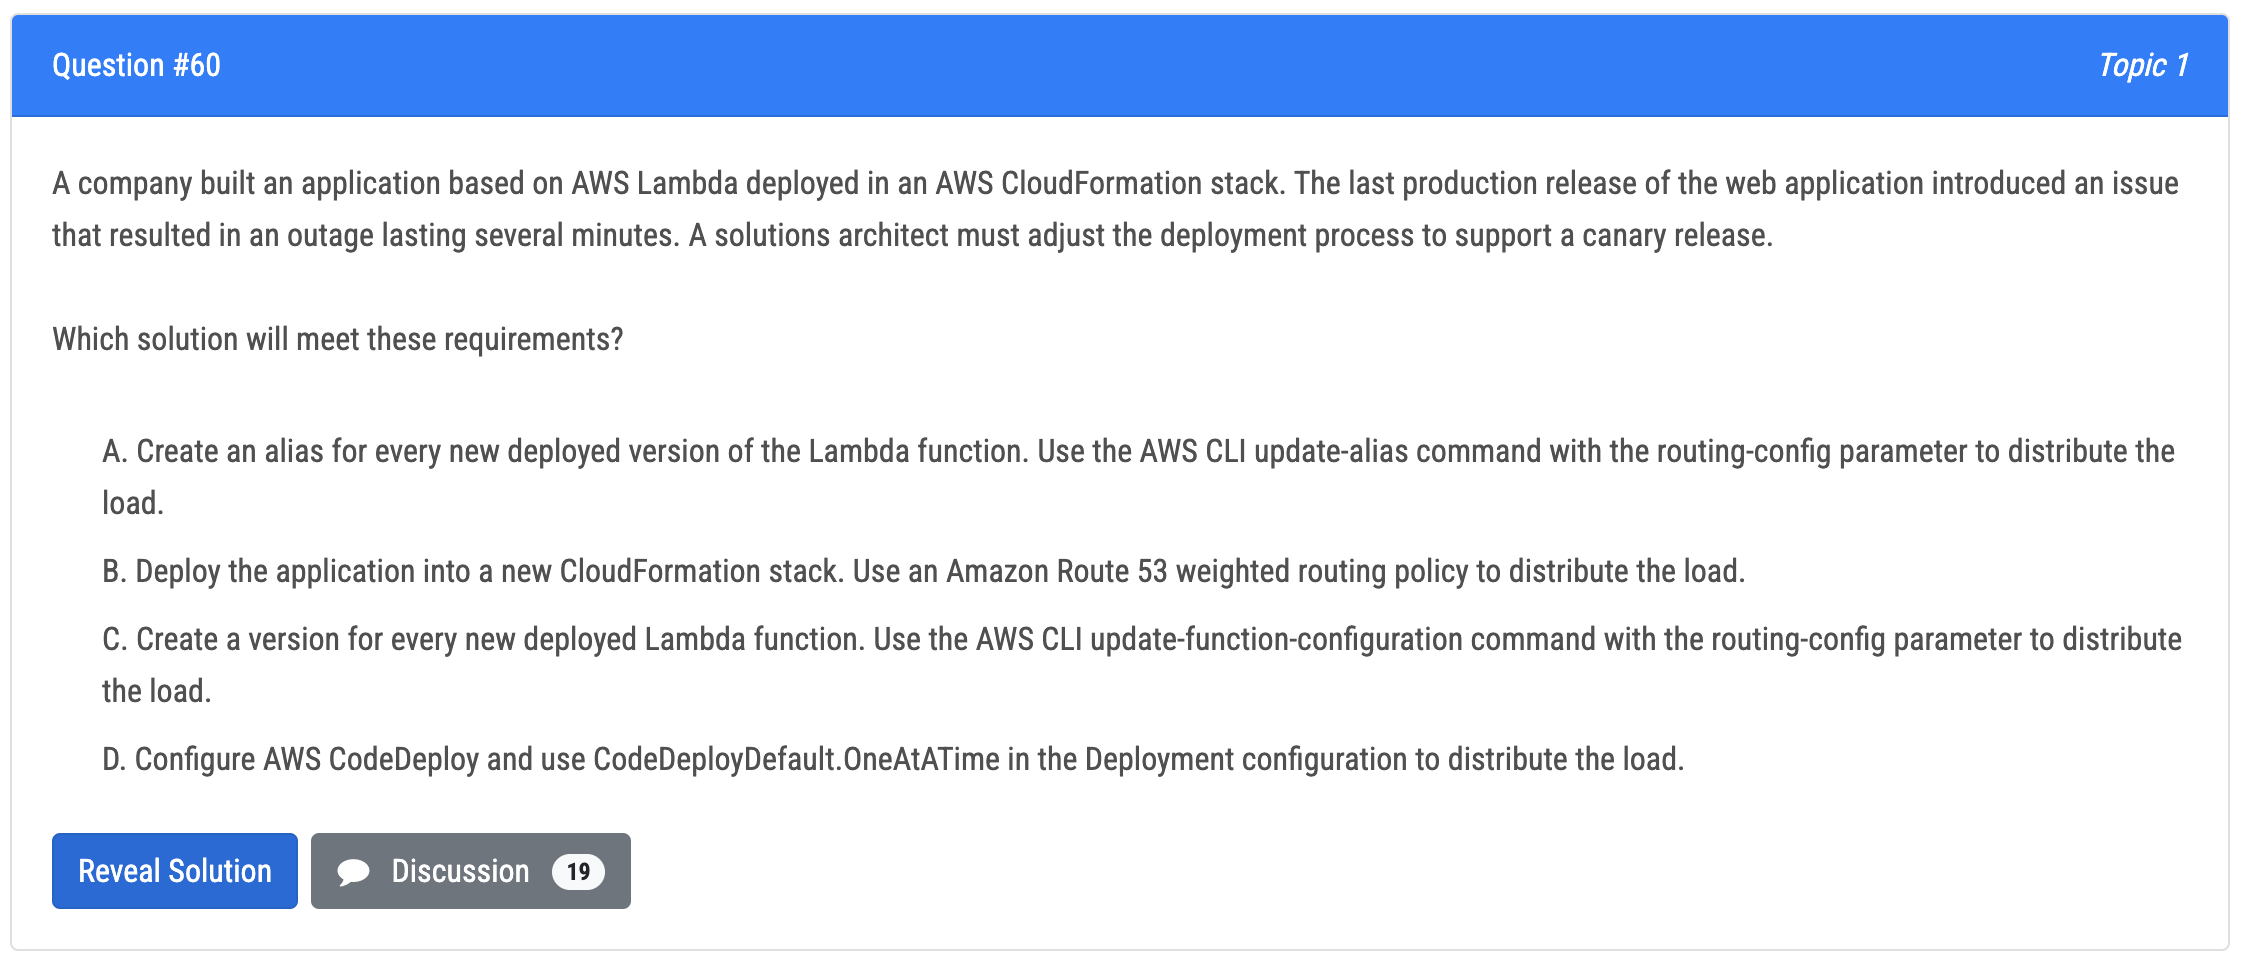 Question #60
Topic 1
A company built an application based on AWS Lambda deployed in an AWS CloudFormation stack. The last production release of the web application introduced an issue
that resulted in an outage lasting several minutes. A solutions architect must adjust the deployment process to support a canary release.
Which solution will meet these requirements?
A. Create an alias for every new deployed version of the Lambda function. Use the AWS CLI update-alias command with the routing-config parameter to distribute the
load.
B. Deploy the application into a new CloudFormation stack. Use an Amazon Route 53 weighted routing policy to distribute the load.
C. Create a version for every new deployed Lambda function. Use the AWS CLI update-function-configuration command with the routing-config parameter to distribute
the load.
D. Configure AWS CodeDeploy and use CodeDeployDefault.OneAtATime in the Deployment configuration to distribute the load.
Reveal Solution
Discussion 19